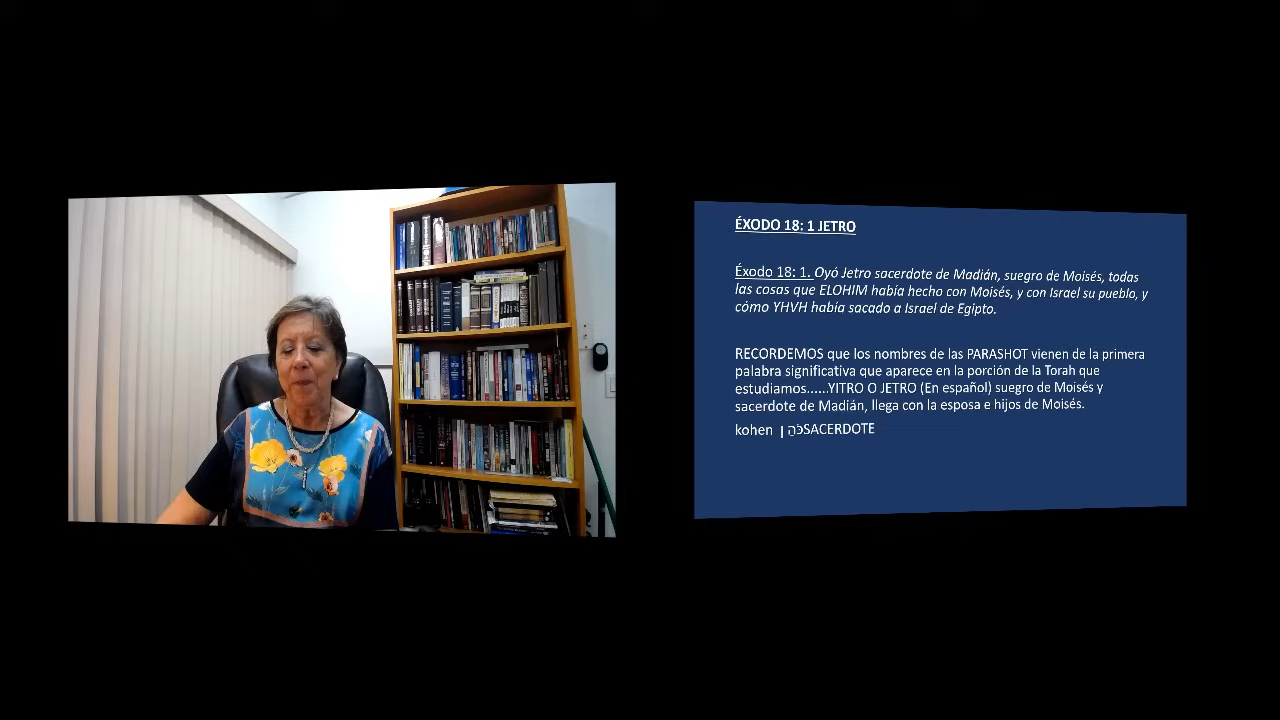 ÉXODO 18: 1 JETRO
Éxodo 18: 1. Oyó Jetro sacerdote de Madián, suegro de Moisés, todas
las cosas que ELOHIM había hecho con Moisés, y con Israel su pueblo, y
cómo YHVH había sacado a Israel de Egipto.
RECORDEMOS que los nombres de las PARASHOT vienen de la primera
palabra significativa que aparece en la porción de la Torah que
estudiamos......YITRO O JETRO (En español) suegro de Moisés y
sacerdote de Madián, llega con la esposa e hijos de Moisés.
kohen כֹּהֵן SACERDOTE